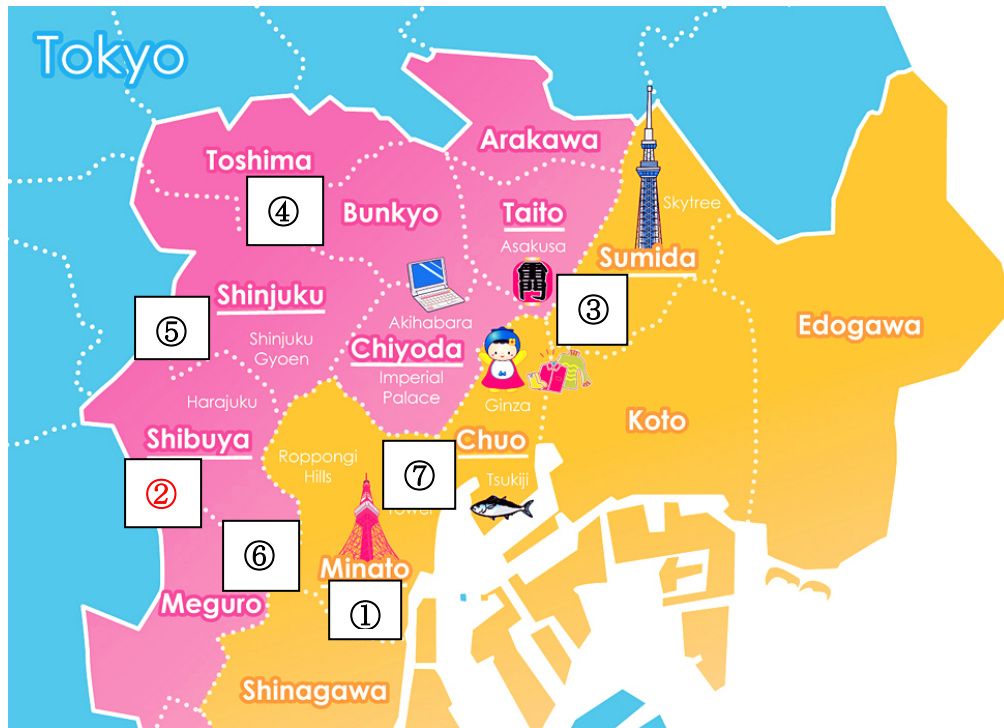 Tokyo
Arakawa
Toshima
Skytree
④
Bunkyo
Taito
Asakusa
Sumida
Shinjuku
③
Edogawa
⑤
Akihabara
Shinjuku
Gyoen
Chiyoda
Imperial
Palace
Harajuku
Ginza
Koto
Shibuya
Chuo
Roppongi
Hills
⑦
Tsukiji
②
Tower
⑥
Minato
Meguro
①
Shinagawa